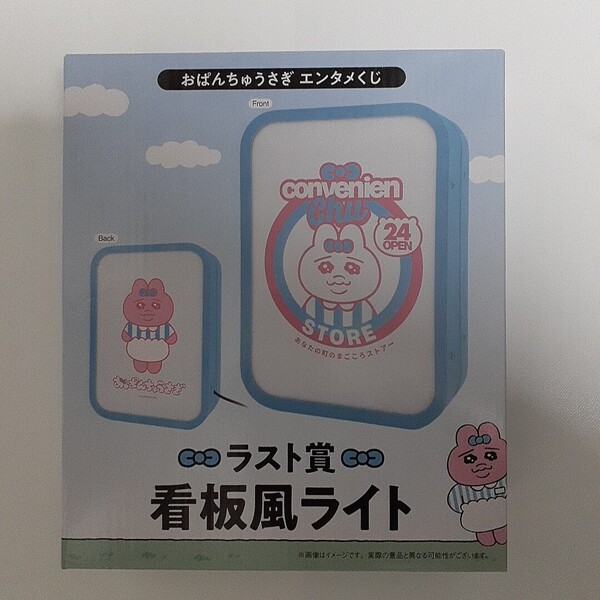 おぱんちゅうさぎ エンタメくじ
Front
convenien
chu
24
OPEN
STORE
あなたの町のまごころストアー
Back
おぱんちゅうさぎ
ラスト賞
看板風ライト
※画像はイメージです。実際の景品と異なる可能性がございます。